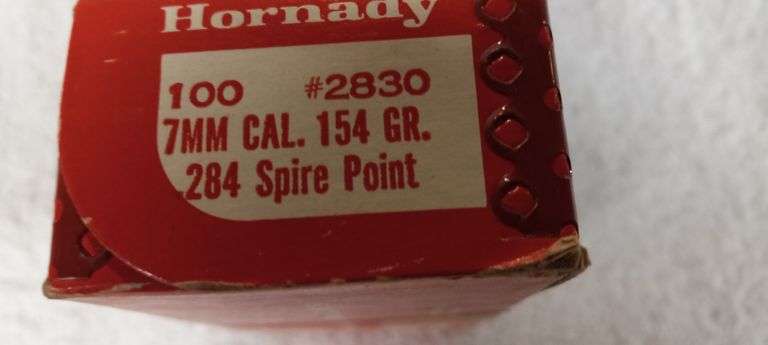 Hornady
100 #2830
7MM CAL. 154 GR.
.284 Spire Point